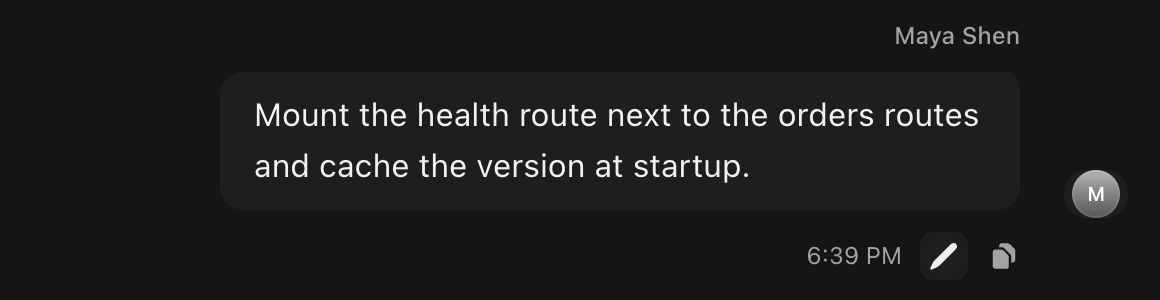 Maya Shen
Mount the health route next to the orders routes
and cache the version at startup.
M
6:39 PM